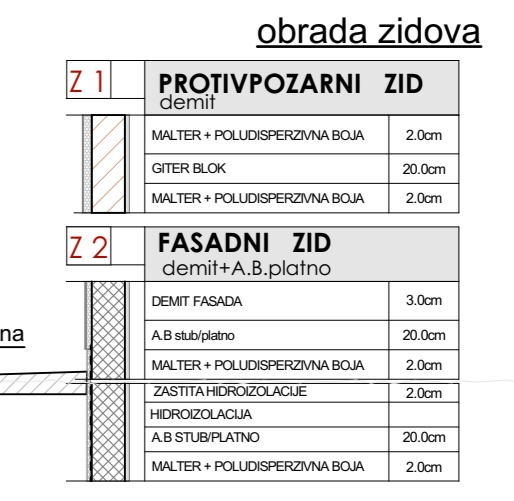 obrada zidova
Z 1 PROTIVPOZARNI ZID
demit
MALTER + POLUDISPERZIVNA BOJA 2.0cm
GITER BLOK 20.0cm
MALTER + POLUDISPERZIVNA BOJA 2.0cm
Z 2 FASADNI ZID
demit+A.B.platno
DEMIT FASADA 3.0cm
na
A.B stub/platno 20.0cm
MALTER + POLUDISPERZIVNA BOJA 2.0cm
ZASTITA HIDROIZOLACIJE 2.0cm
HIDROIZOLACIJA
A.B STUB/PLATNO 20.0cm
MALTER + POLUDISPERZIVNA BOJA 2.0cm